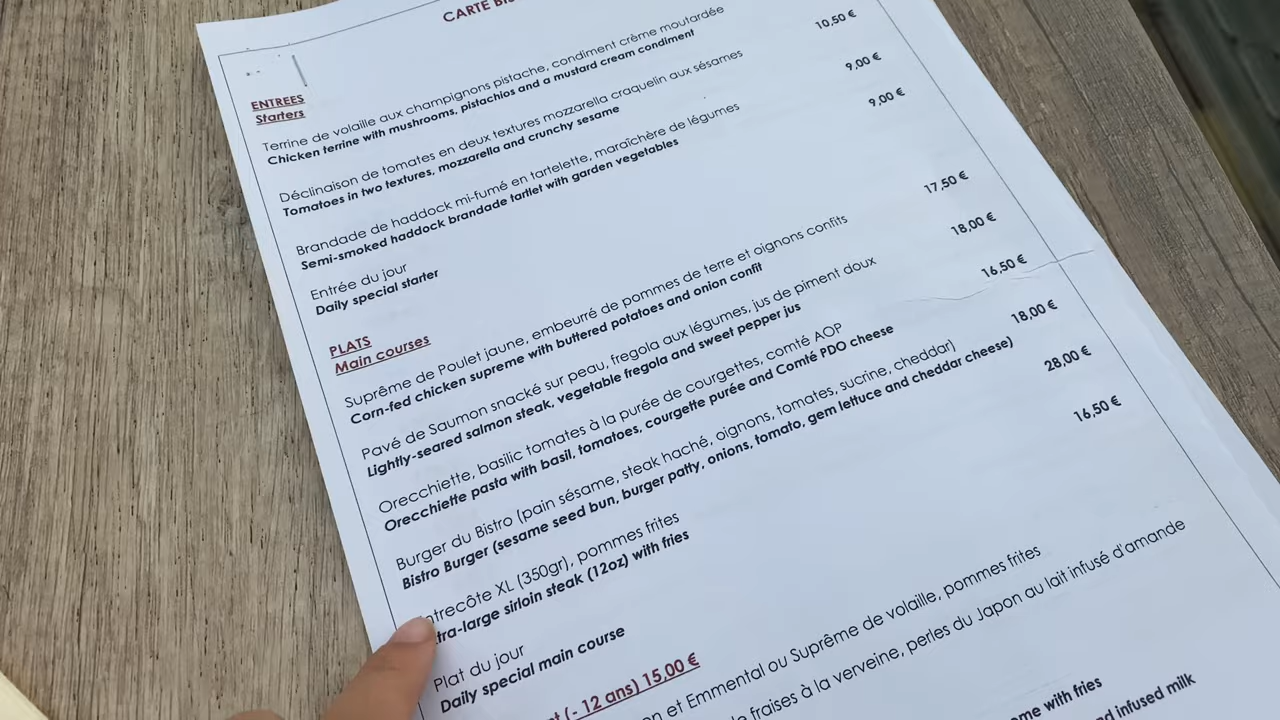 CARTE
ENTREES
Starters
Terrine de volaille aux champignons pistache, condiment crème moutardée
Chicken terrine with mushrooms, pistachios and a mustard cream condiment
Déclinaison de tomates en deux textures mozzarella craquelin aux sésames 10,50 €
Tomatoes in two textures, mozzarella and crunchy sesame
Brandade de haddock mi-fumé en tartelette, maraîchère de légumes 9,00 €
Semi-smoked haddock brandade tartlet with garden vegetables
Entrée du jour 9,00 €
Daily special starter
PLATS
Main courses
Suprême de Poulet jaune, embeurré de pommes de terre et oignons confits 17,50 €
Corn-fed chicken supreme with buttered potatoes and onion confit
Pavé de Saumon snacké sur peau, fregola aux légumes, jus de piment doux 18,00 €
Lightly-seared salmon steak, vegetable fregola and sweet pepper jus
Orecchiette, basilic tomates à la purée de courgettes, comté AOP 16,50 €
Orecchiette pasta with basil, tomatoes, courgette purée and Comté PDO cheese
Burger du Bistro (pain sésame, steak haché, oignons, tomates, sucrine, cheddar) 18,00 €
Bistro Burger (sesame seed bun, burger patty, onions, tomato, gem lettuce and cheddar cheese)
ntrecôte XL (350gr), pommes frites 28,00 €
tra-large sirloin steak (12oz) with fries
Plat du jour 16,50 €
Daily special main course
(- 12 ans) 15,00 €
et Emmental ou Suprême de volaille, pommes frites
fraises à la verveine, perles du Japon au lait infusé d'amande
me with fries
infused milk